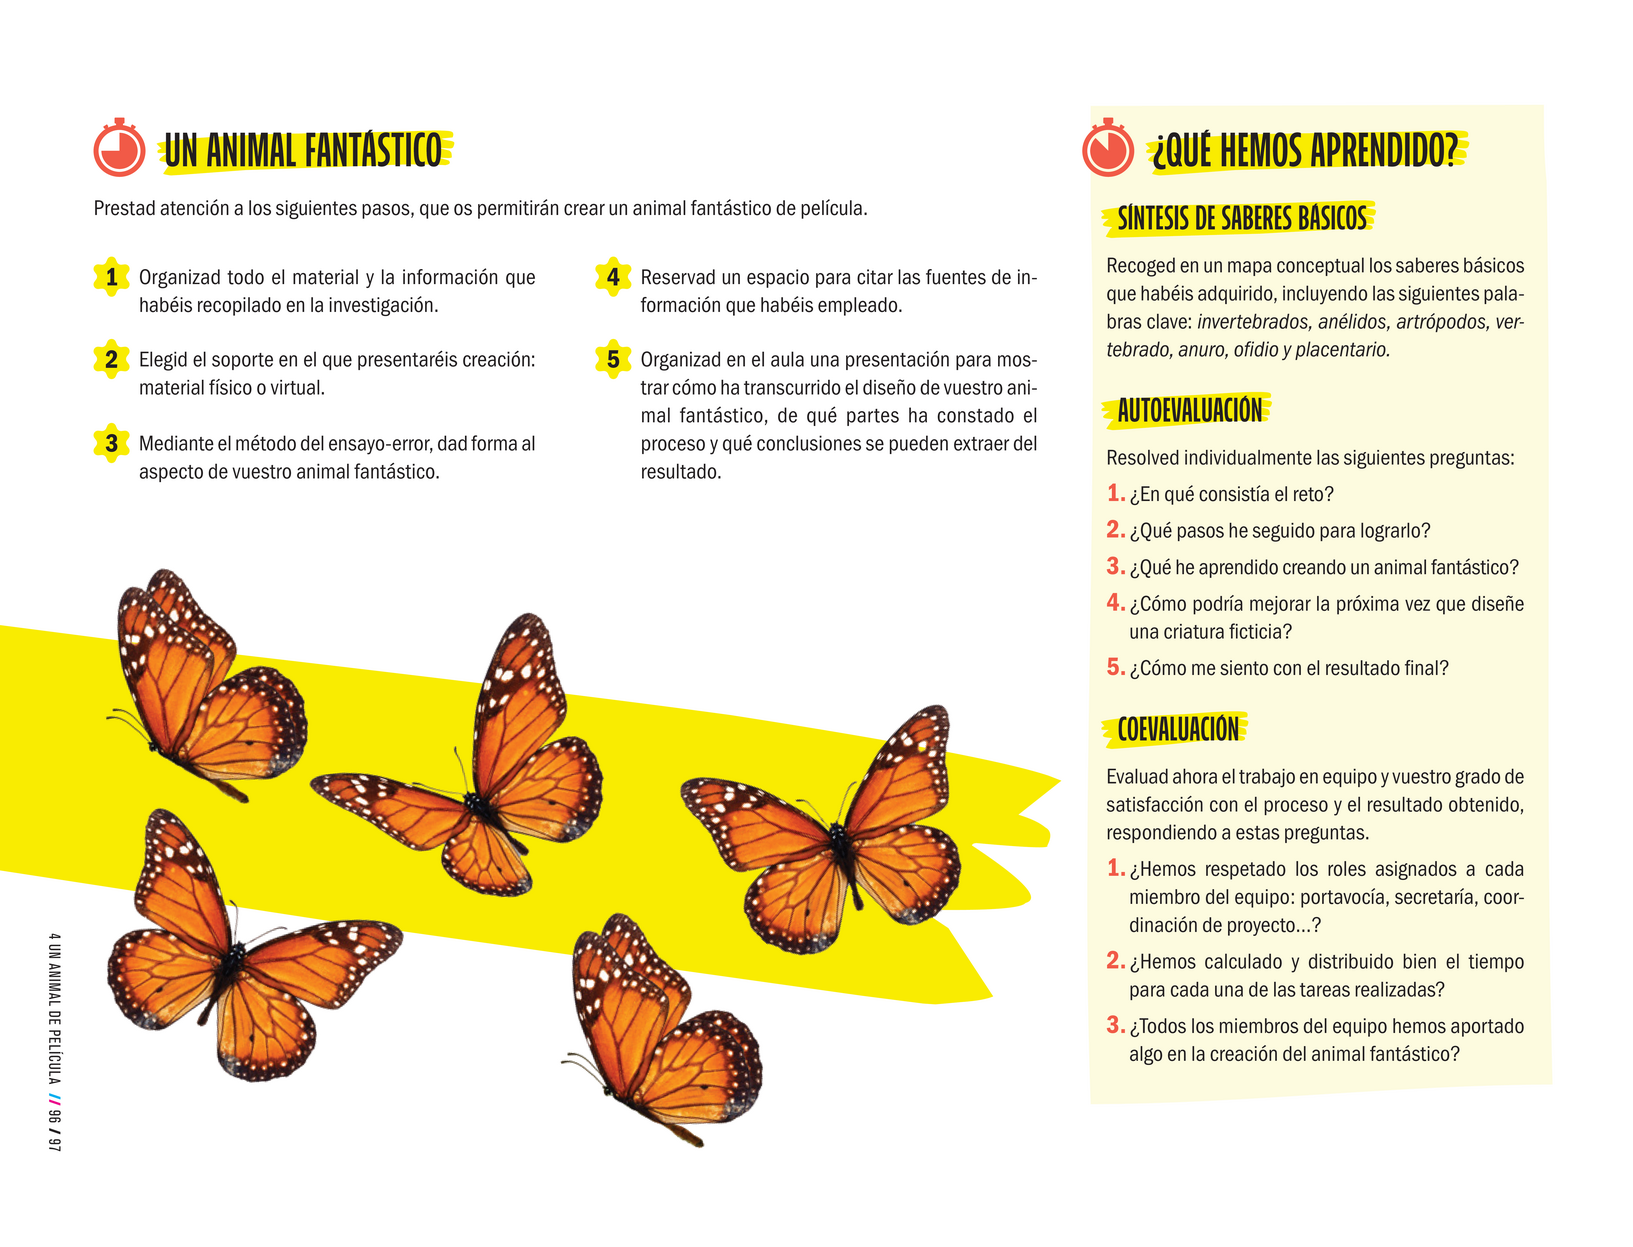 UN ANIMAL FANTÁSTICO
Prestad atención a los siguientes pasos, que os permitirán crear un animal fantástico de película.
1 Organizad todo el material y la información que
habéis recopilado en la investigación.
2 Elegid el soporte en el que presentaréis creación:
material físico o virtual.
3 Mediante el método del ensayo-error, dad forma al
aspecto de vuestro animal fantástico.
4 Reservad un espacio para citar las fuentes de in-
formación que habéis empleado.
5 Organizad en el aula una presentación para mos-
trar cómo ha transcurrido el diseño de vuestro ani-
mal fantástico, de qué partes ha constado el
proceso y qué conclusiones se pueden extraer del
resultado.
¿QUÉ HEMOS APRENDIDO?
SÍNTESIS DE SABERES BÁSICOS
Recoged en un mapa conceptual los saberes básicos
que habéis adquirido, incluyendo las siguientes pala-
bras clave: invertebrados, anélidos, artrópodos, ver-
tebrado, anuro, ofidio y placentario.
AUTOEVALUACIÓN
Resolved individualmente las siguientes preguntas:
1. ¿En qué consistía el reto?
2. ¿Qué pasos he seguido para lograrlo?
3. ¿Qué he aprendido creando un animal fantástico?
4. ¿Cómo podría mejorar la próxima vez que diseñe
una criatura ficticia?
5. ¿Cómo me siento con el resultado final?
COEVALUACIÓN
Evaluad ahora el trabajo en equipo y vuestro grado de
satisfacción con el proceso y el resultado obtenido,
respondiendo a estas preguntas.
1. ¿Hemos respetado los roles asignados a cada
miembro del equipo: portavocía, secretaría, coor-
dinación de proyecto...?
2. ¿Hemos calculado y distribuido bien el tiempo
para cada una de las tareas realizadas?
3. ¿Todos los miembros del equipo hemos aportado
algo en la creación del animal fantástico?
4 UN ANIMAL DE PELÍCULA // 96 / 97